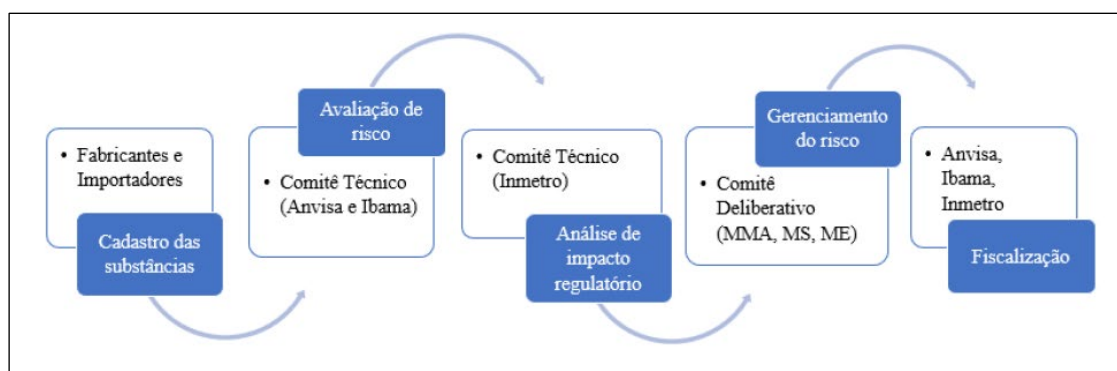 • Fabricantes e
Importadores
Cadastro das
substâncias
Avaliação de
risco
• Comitê Técnico
(Anvisa e Ibama)
• Comitê Técnico
(Inmetro)
Análise de
impacto
regulatório
Gerenciamento
do risco
• Comitê
Deliberativo
(MMA, MS, ME)
• Anvisa,
Ibama,
Inmetro
Fiscalização